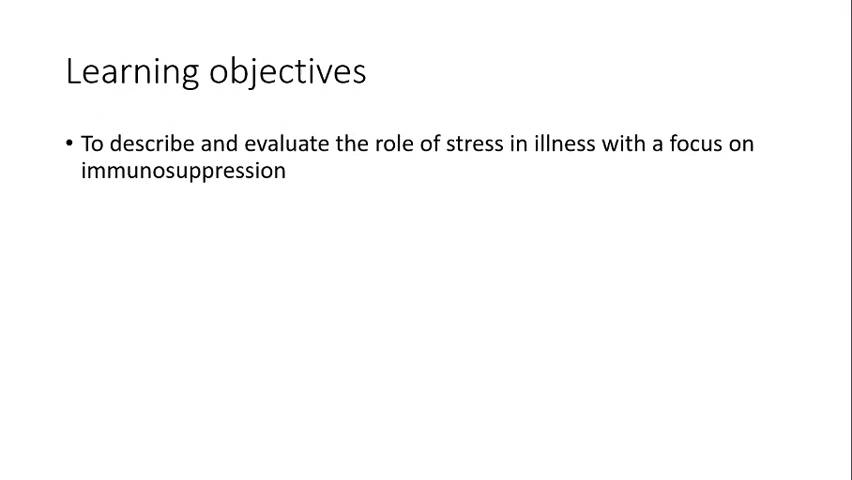 Learning objectives
• To describe and evaluate the role of stress in illness with a focus on
immunosuppression